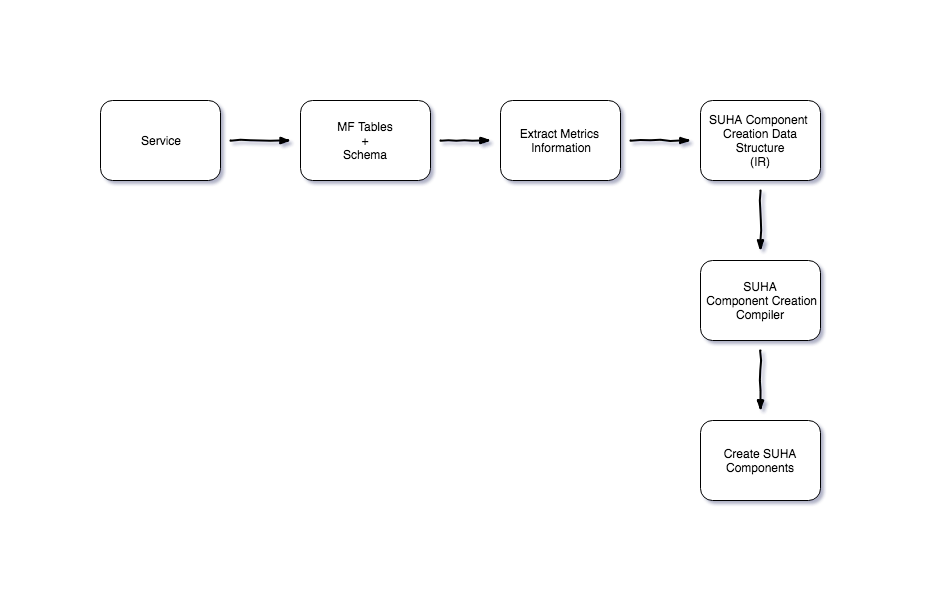 Service
MF Tables
+
Schema
Extract Metrics
Information
SUHA Component
Creation Data
Structure
(IR)
SUHA
Component Creation
Compiler
Create SUHA
Components